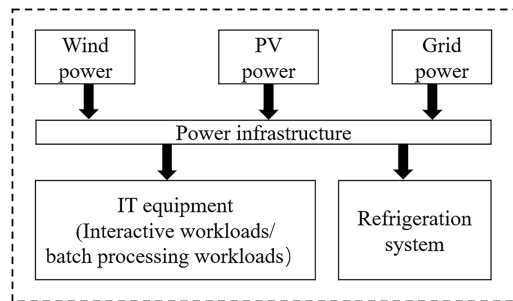 Wind
power
PV
power
Grid
power
Power infrastructure
IT equipment
(Interactive workloads/
batch processing workloads）
Refrigeration
system